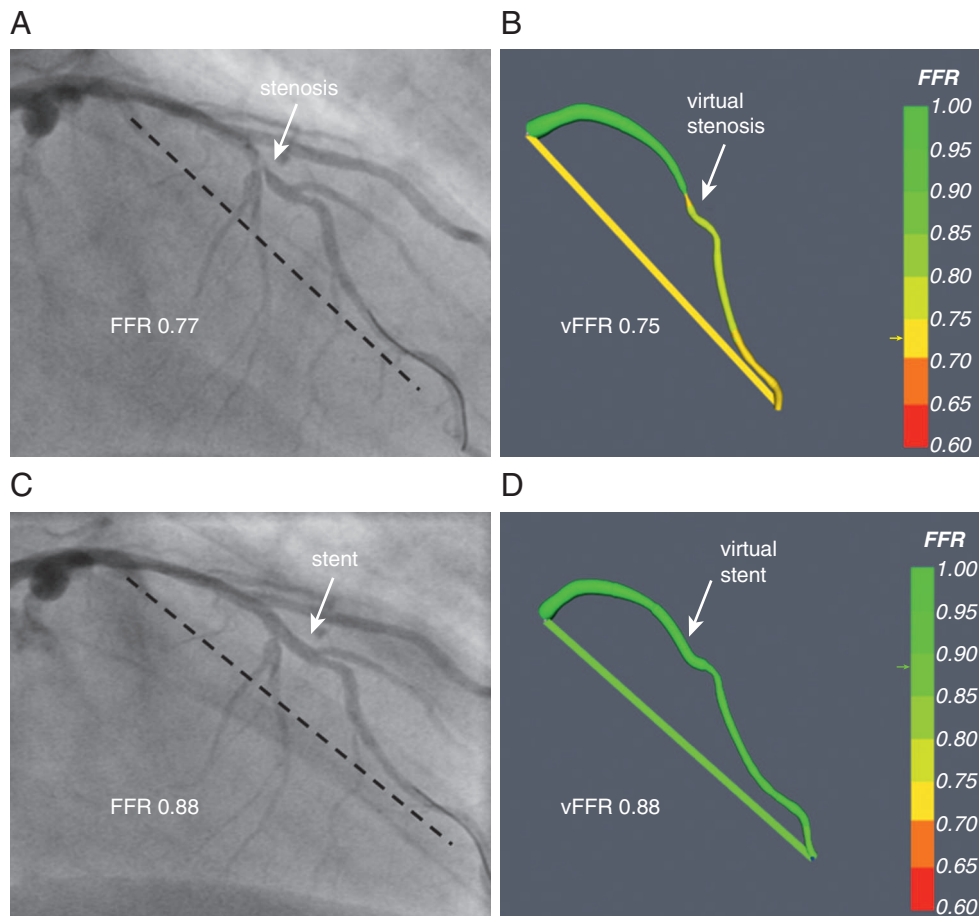 A
stenosis
FFR 0.77
B
virtual
stenosis
vFFR 0.75
FFR
1.00
0.95
0.90
0.85
0.80
0.75
0.70
0.65
0.60
C
stent
FFR 0.88
D
virtual
stent
vFFR 0.88
FFR
1.00
0.95
0.90
0.85
0.80
0.75
0.70
0.65
0.60